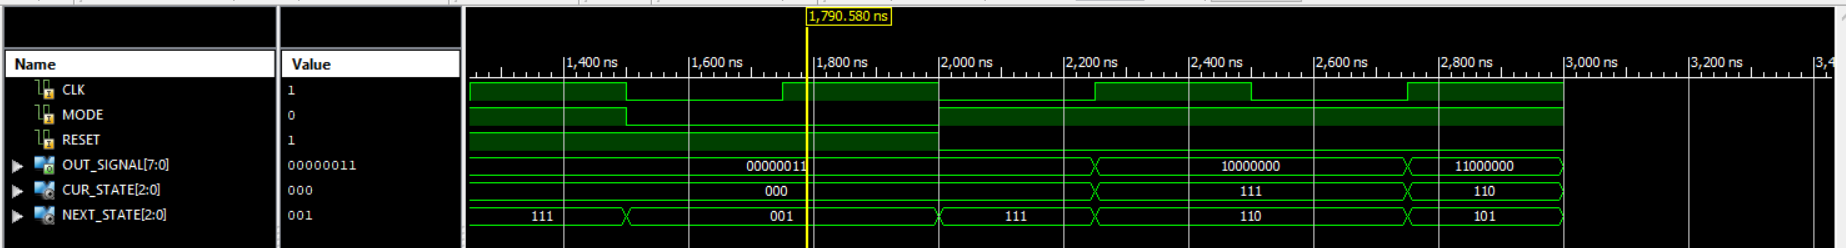 1,790.580 ns
Name Value
1,400 ns 1,600 ns 1,800 ns 2,000 ns 2,200 ns 2,400 ns 2,600 ns 2,800 ns 3,000 ns 3,200 ns 3,4
CLK 1
MODE 0
RESET 1
OUT_SIGNAL[7:0] 00000011 00000011 10000000 11000000
CUR_STATE[2:0] 000 000 111 110
NEXT_STATE[2:0] 001 111 001 111 110 101